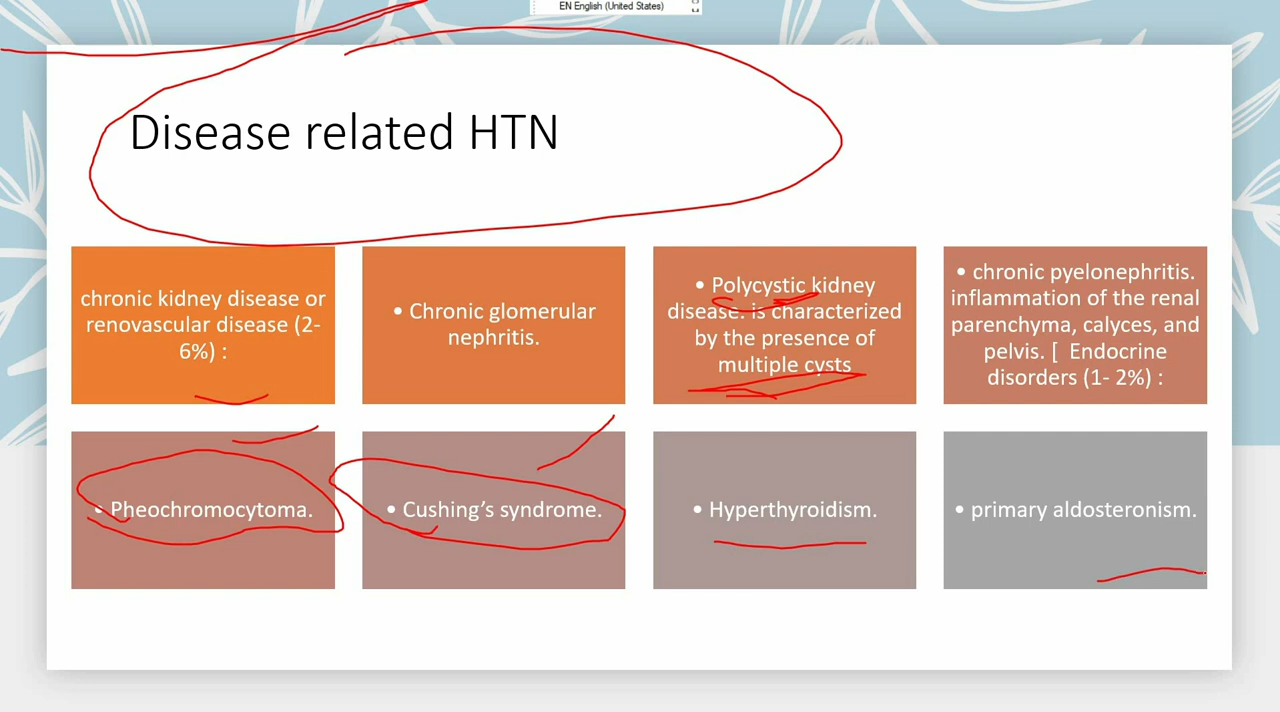 EN English (United States)
Disease related HTN
chronic kidney disease or
renovascular disease (2-
6%) :
• Chronic glomerular
nephritis.
• Polycystic kidney
disease. is characterized
by the presence of
multiple cysts
• chronic pyelonephritis.
inflammation of the renal
parenchyma, calyces, and
pelvis. [ Endocrine
disorders (1- 2%) :
• Pheochromocytoma.
• Cushing’s syndrome.
• Hyperthyroidism.
• primary aldosteronism.